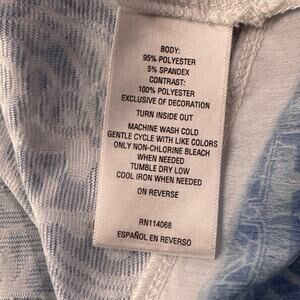 BODY:
95% POLYESTER
5% SPANDEX
CONTRAST:
100% POLYESTER
EXCLUSIVE OF DECORATION
TURN INSIDE OUT
MACHINE WASH COLD
GENTLE CYCLE WITH LIKE COLORS
ONLY NON-CHLORINE BLEACH
WHEN NEEDED
TUMBLE DRY LOW
COOL IRON WHEN NEEDED
ON REVERSE
RN114068
ESPAÑOL EN REVERSO